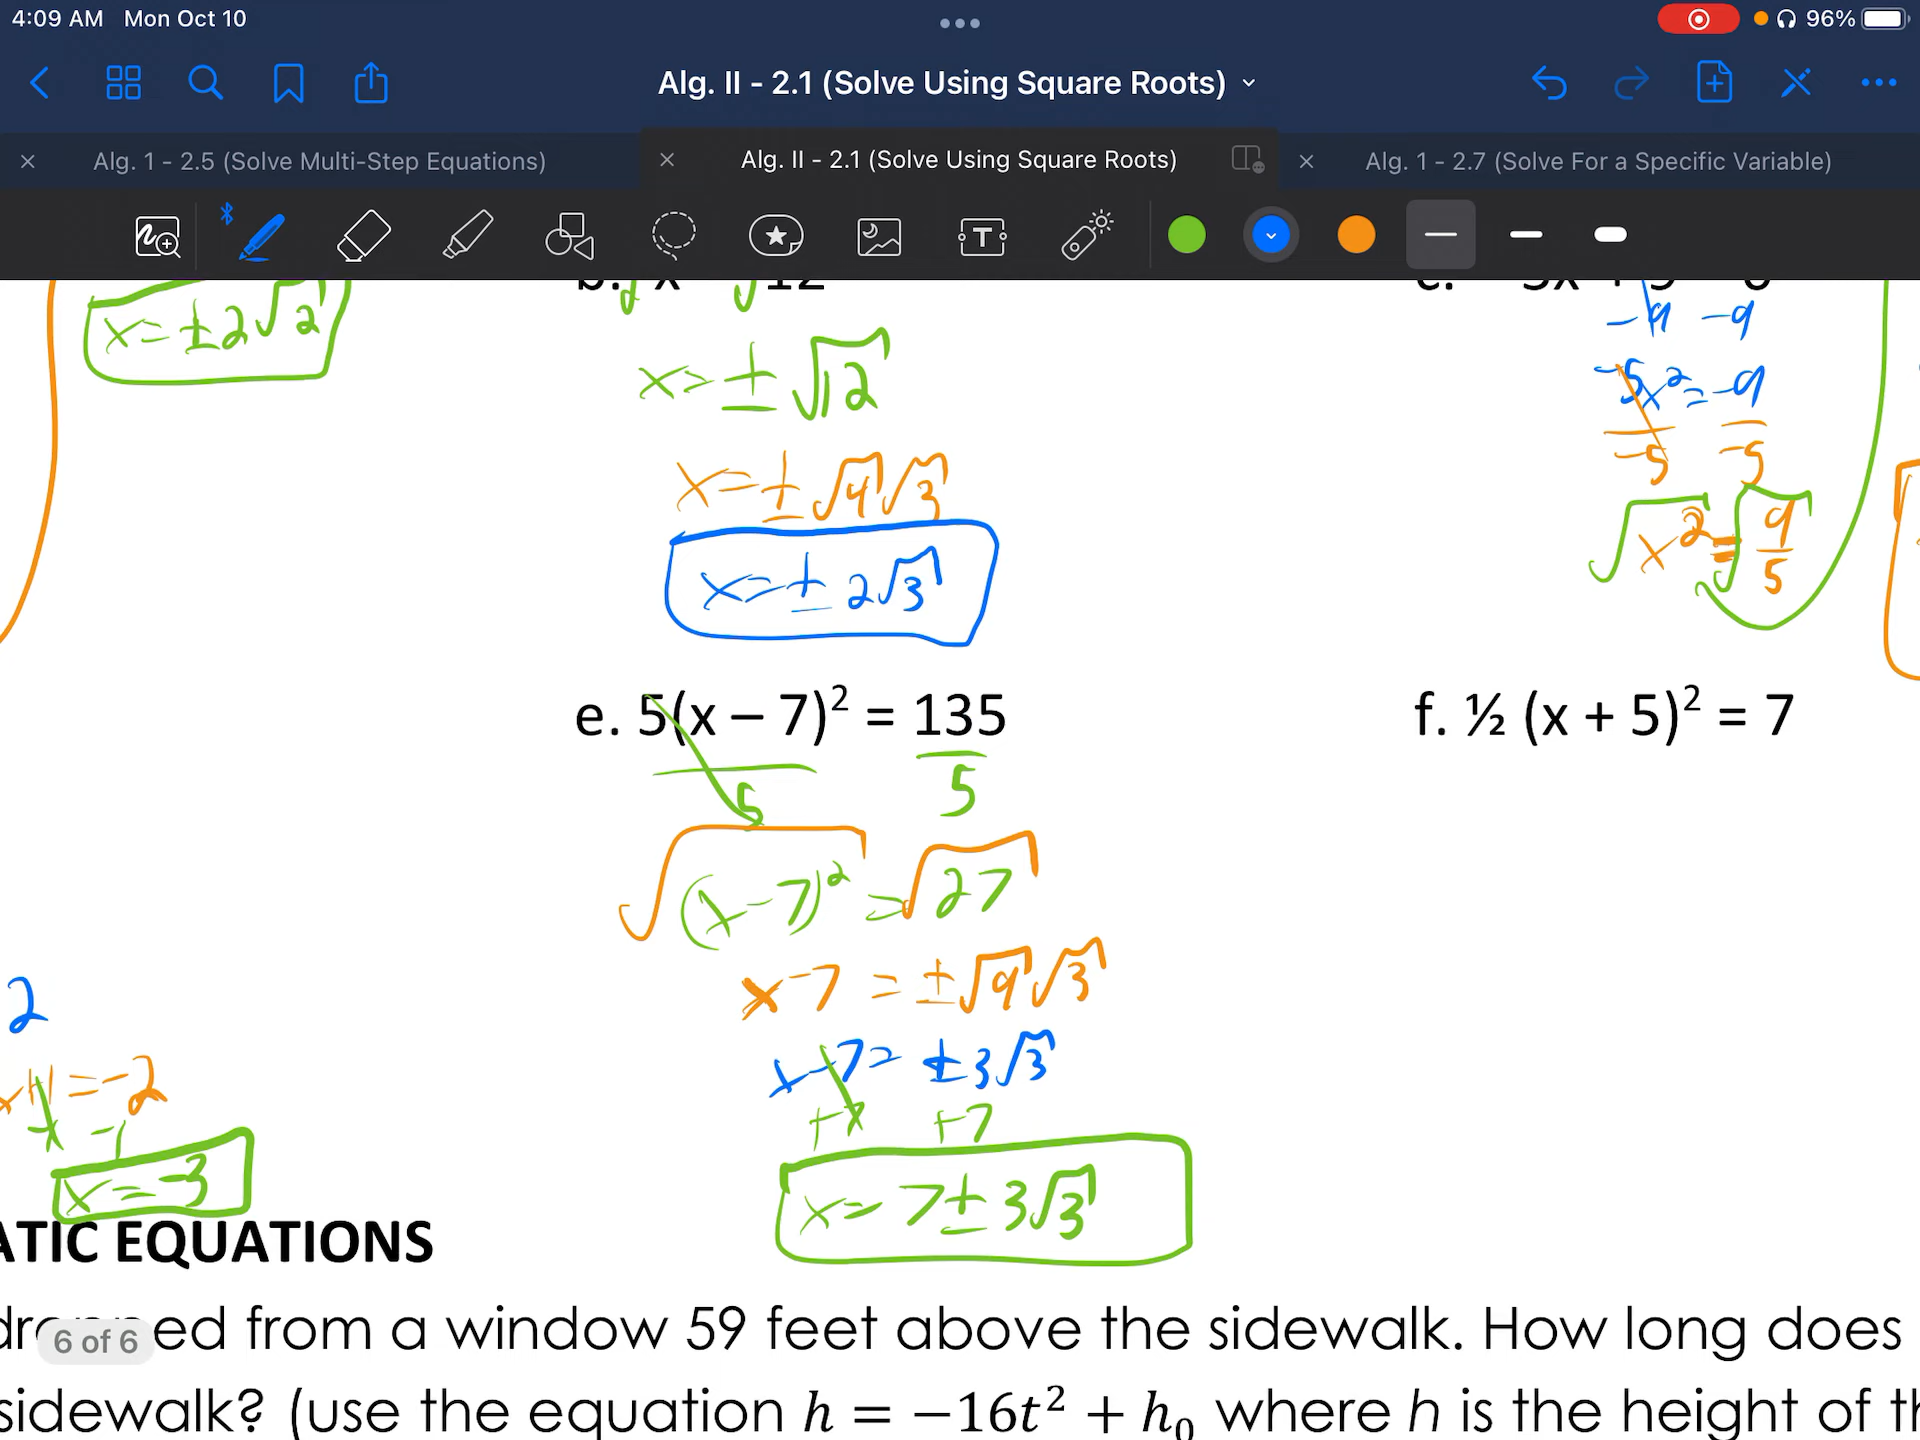 4:09 AM Mon Oct 10
96%
Alg. II - 2.1 (Solve Using Square Roots)
Alg. 1 - 2.5 (Solve Multi-Step Equations)
Alg. II - 2.1 (Solve Using Square Roots)
Alg. 1 - 2.7 (Solve For a Specific Variable)
x = ±2√2
x = ± √12
x = ± √4 √3
x = ± 2√3
-9 -9
-5x² = -9
-5 -5
√x² = √9/5
e. 5(x – 7)² = 135
5 5
√(x-7)² = √27
x-7 = ±√9 √3
x-7 = ±3√3
+7 +7
x = 7 ± 3√3
f. ½ (x + 5)² = 7
2
x+1 = -2
-1 -1
x = -3
ATIC EQUATIONS
ed from a window 59 feet above the sidewalk. How long does
6 of 6
sidewalk? (use the equation h = −16t² + h₀ where h is the height of th